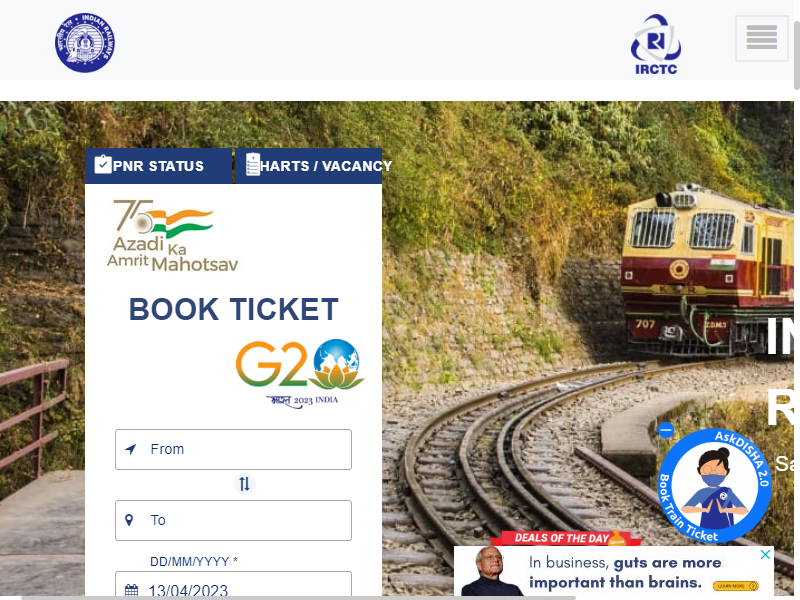 INDIAN RAILWAYS
IRCTC
PNR STATUS
HARTS / VACANCY
75
Azadi Ka
Amrit Mahotsav
BOOK TICKET
G20
भारत 2023 INDIA
From
To
DD/MM/YYYY *
13/04/2023
707
Z.D.M.3
IN
R
Sa
AskDISHA 2.0
Book Train Ticket
DEALS OF THE DAY
In business, guts are more
important than brains.
LEARN MORE